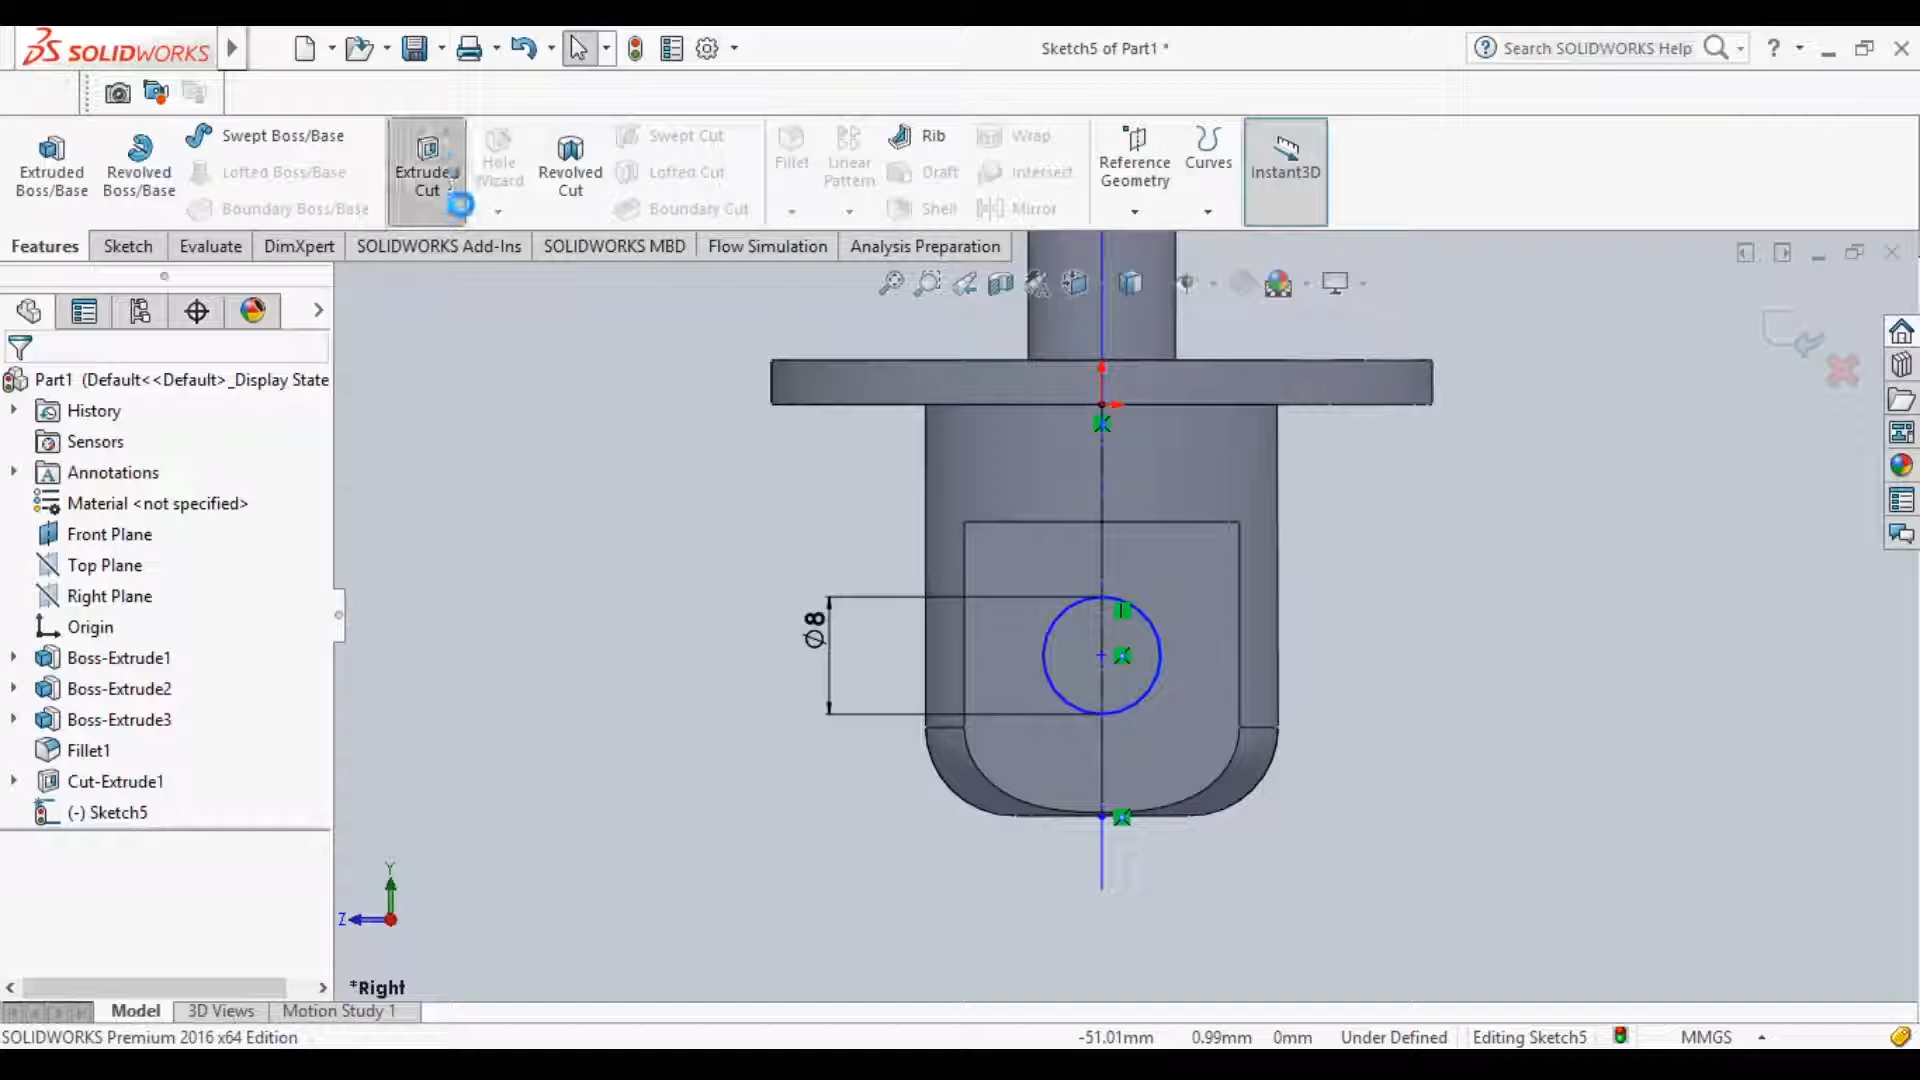 SOLIDWORKS
Sketch5 of Part1 *
Search SOLIDWORKS Help
?
Extruded Boss/Base
Revolved Boss/Base
Swept Boss/Base
Lofted Boss/Base
Boundary Boss/Base
Extruded Cut
Hole Wizard
Revolved Cut
Swept Cut
Lofted Cut
Boundary Cut
Fillet
Linear Pattern
Rib
Draft
Shell
Wrap
Intersect
Mirror
Reference Geometry
Curves
Instant3D
Features
Sketch
Evaluate
DimXpert
SOLIDWORKS Add-Ins
SOLIDWORKS MBD
Flow Simulation
Analysis Preparation
Part1 (Default<<Default>_Display State
History
Sensors
Annotations
Material <not specified>
Front Plane
Top Plane
Right Plane
Origin
Boss-Extrude1
Boss-Extrude2
Boss-Extrude3
Fillet1
Cut-Extrude1
(-) Sketch5
Ø8
Y
Z
*Right
Model
3D Views
Motion Study 1
SOLIDWORKS Premium 2016 x64 Edition
-51.01mm
0.99mm
0mm
Under Defined
Editing Sketch5
MMGS